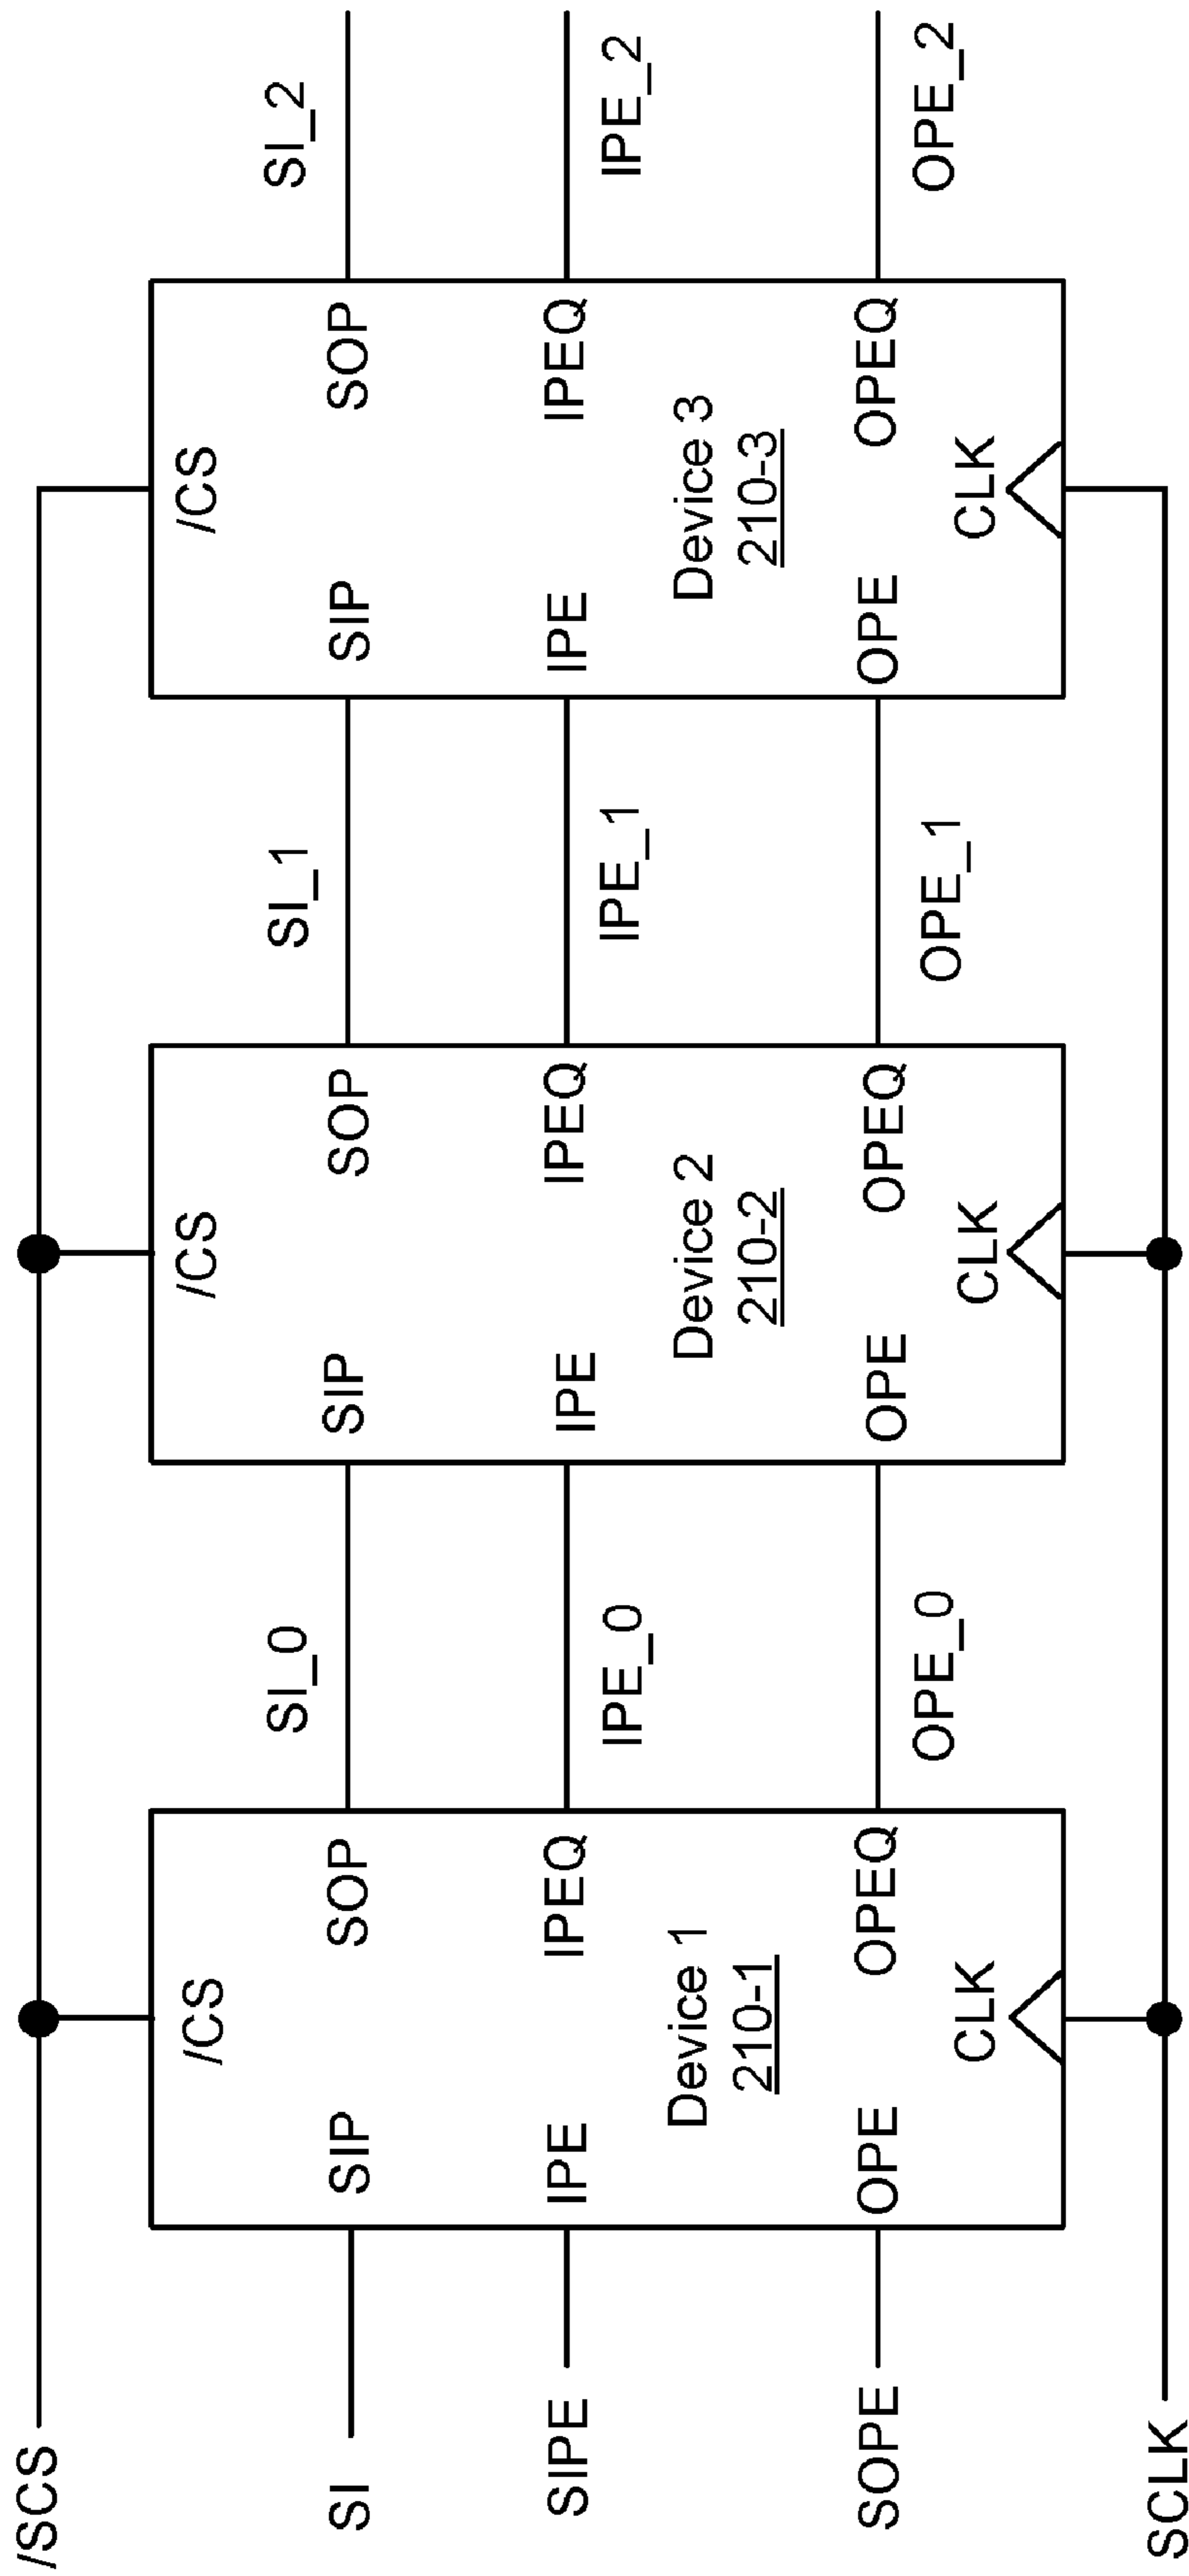 /SCS
SI
SIPE
SOPE
SCLK
/CS
SIP
SOP
IPE
IPEQ
Device 1
210-1
OPE
OPEQ
CLK
SI_0
IPE_0
OPE_0
/CS
SIP
SOP
IPE
IPEQ
Device 2
210-2
OPE
OPEQ
CLK
SI_1
IPE_1
OPE_1
/CS
SIP
SOP
IPE
IPEQ
Device 3
210-3
OPE
OPEQ
CLK
SI_2
IPE_2
OPE_2